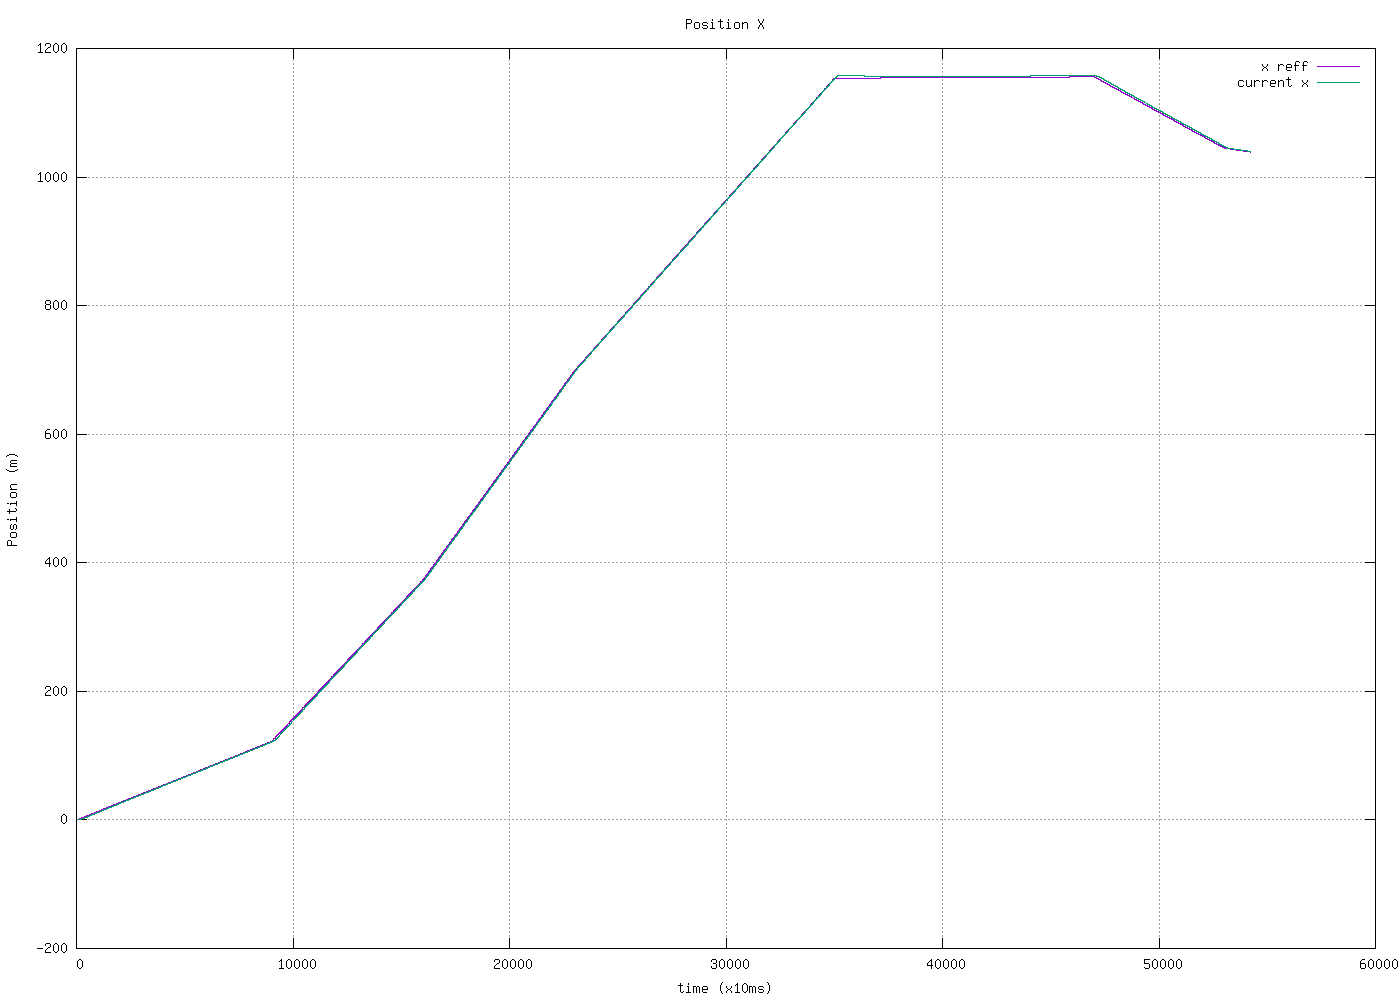 Position X
1200
x reff
current x
1000
800
600
Position (m)
400
200
0
-200
0 10000 20000 30000 40000 50000 60000
time (x10ms)